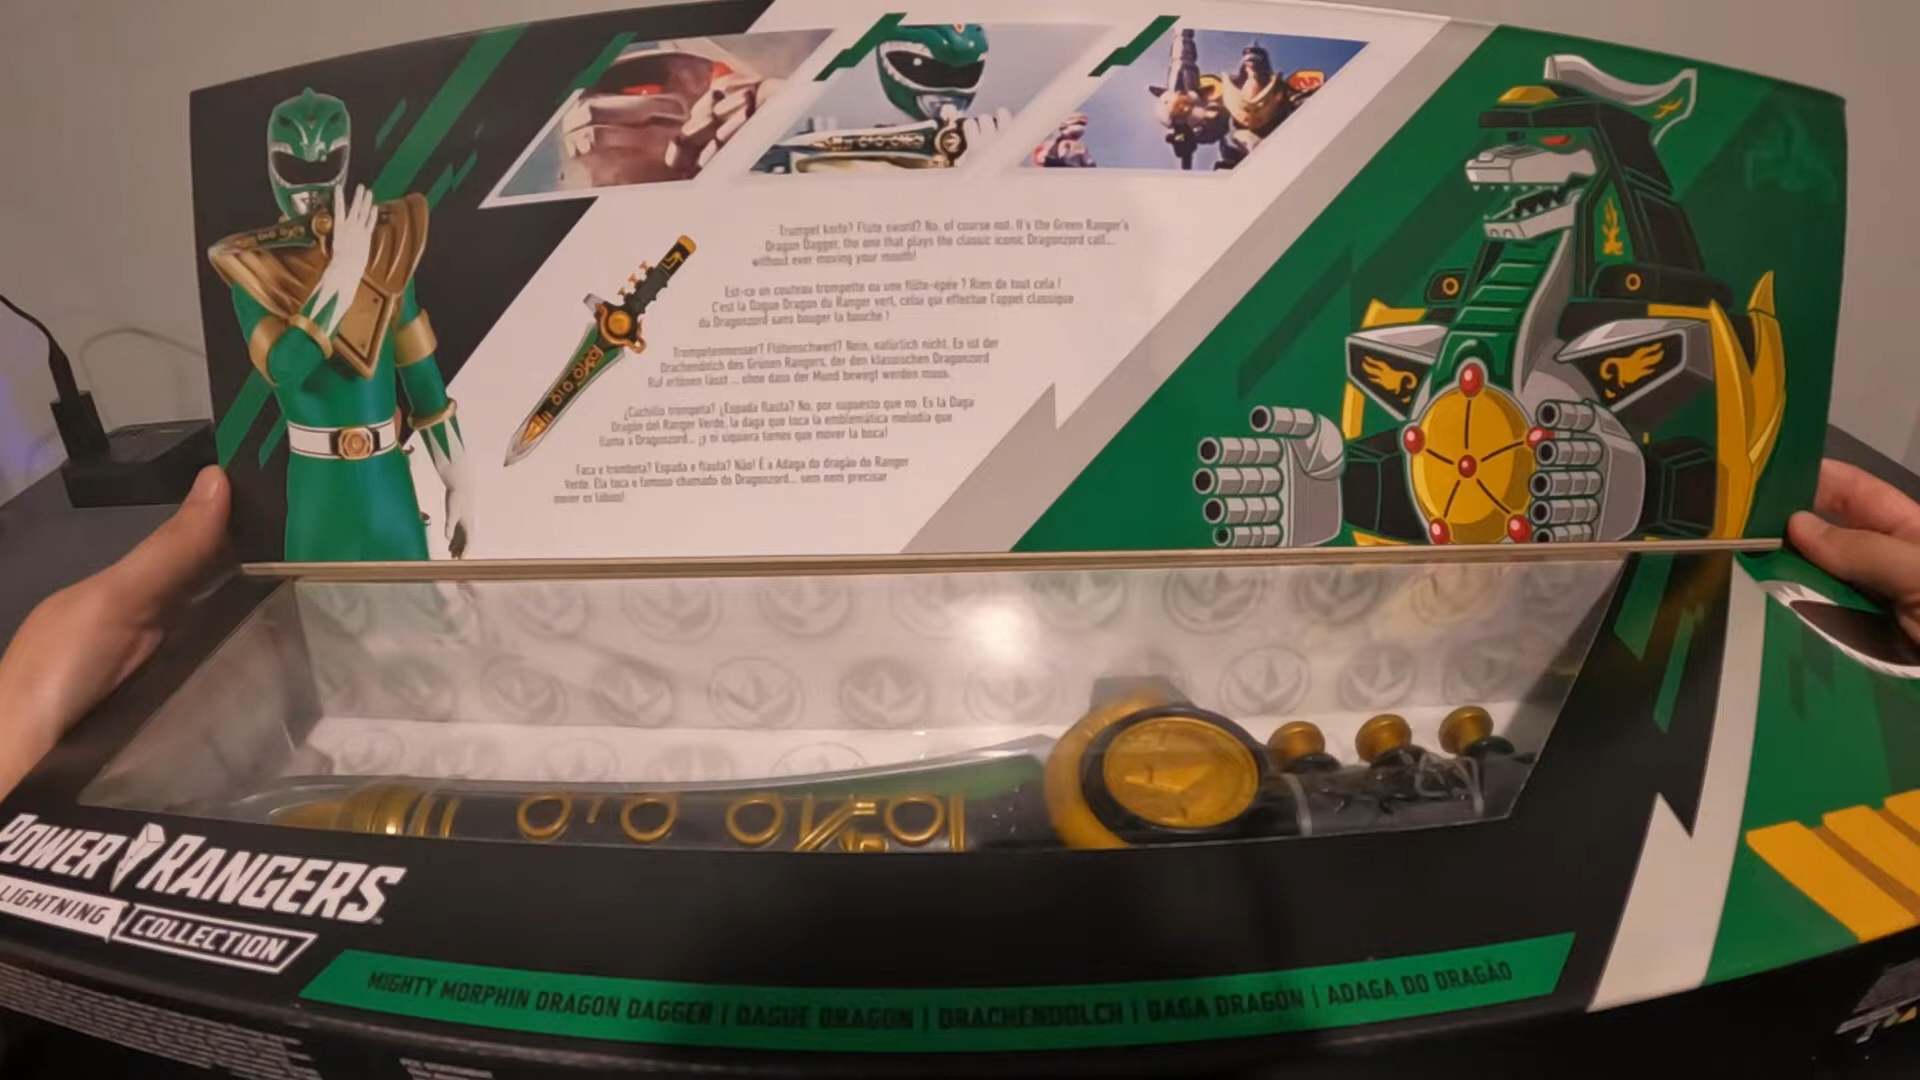 Trumpet knife? Flute sword? No, of course not. It's the Green Ranger's
Dragon Dagger, the one that plays the classic iconic Dragonzord call...
without ever moving your mouth!
Est-ce un couteau trompette ou une flûte-épée ? Rien de tout cela !
C'est la Dague Dragon du Ranger vert, celui qui effectue l'appel classique
du Dragonzord sans bouger la bouche !
Trompetenmesser? Flötenschwert? Nein, natürlich nicht. Es ist der
Drachendolch des Grünen Rangers, der den klassischen Dragonzord
Ruf ertönen lässt ... ohne dass der Mund bewegt werden muss.
¿Cuchillo trompeta? ¿Espada flauta? No, por supuesto que no. Es la Daga
Dragón del Ranger Verde, la daga que toca la emblemática melodía que
llama a Dragonzord... ¡y ni siquiera tienes que mover la boca!
Faca e trombeta? Espada e flauta? Não! É a Adaga do dragão do Ranger
Verde. Ela toca o famoso chamado do Dragonzord... sem nem precisar
mover os lábios!
POWER RANGERS
LIGHTNING COLLECTION
MIGHTY MORPHIN DRAGON DAGGER | DAGUE DRAGON | DRACHENDOLCH | DAGA DRAGÓN | ADAGA DO DRAGÃO